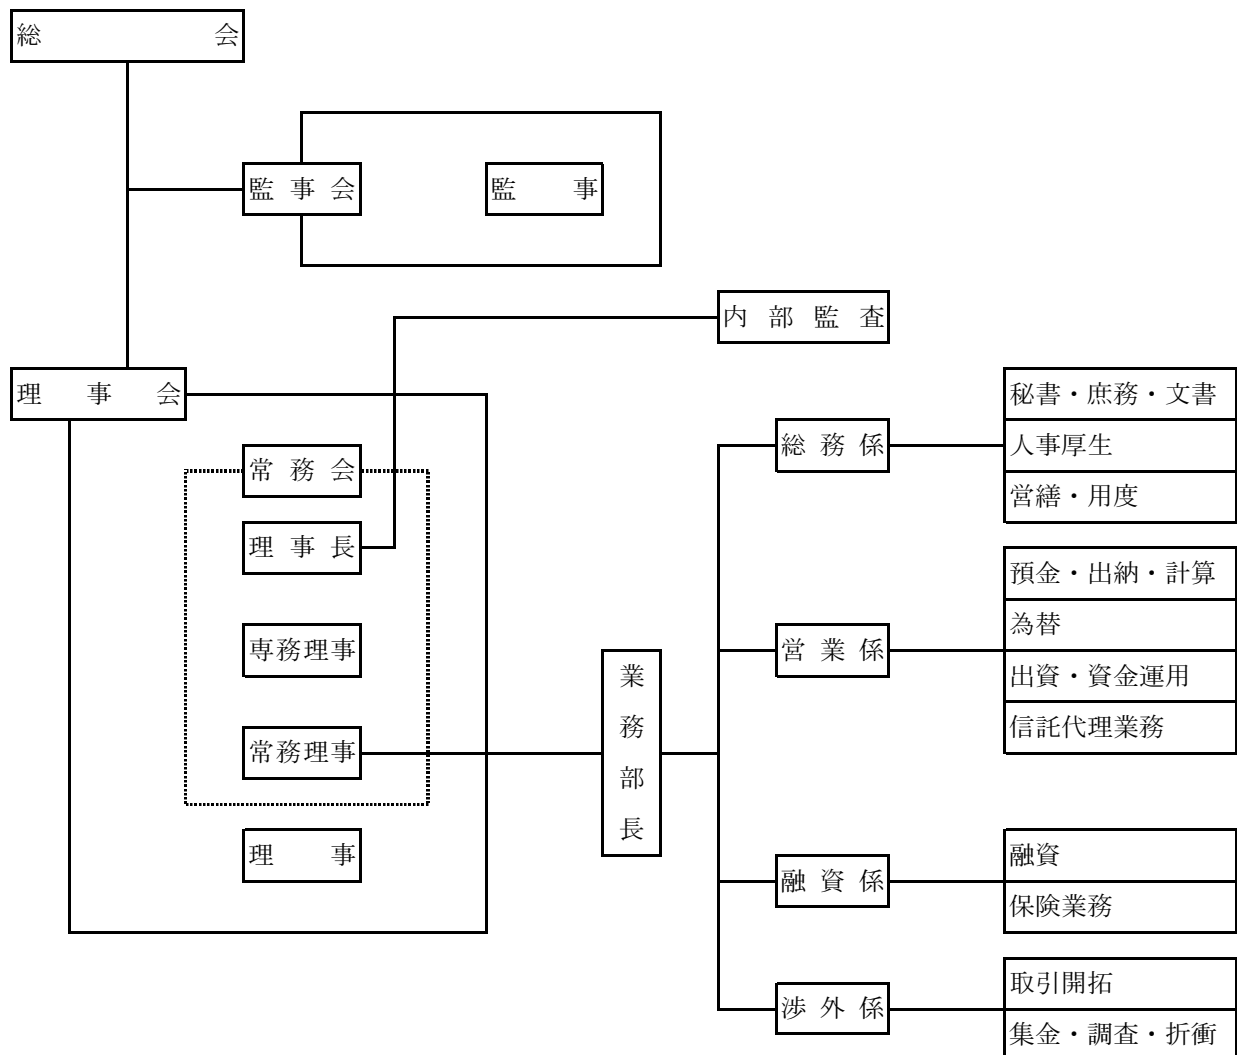 総会
監事会
監事
内部監査
理事会
常務会
理事長
専務理事
常務理事
理事
業務部長
総務係
秘書・庶務・文書
人事厚生
営繕・用度
営業係
預金・出納・計算
為替
出資・資金運用
信託代理業務
融資係
融資
保険業務
渉外係
取引開拓
集金・調査・折衝